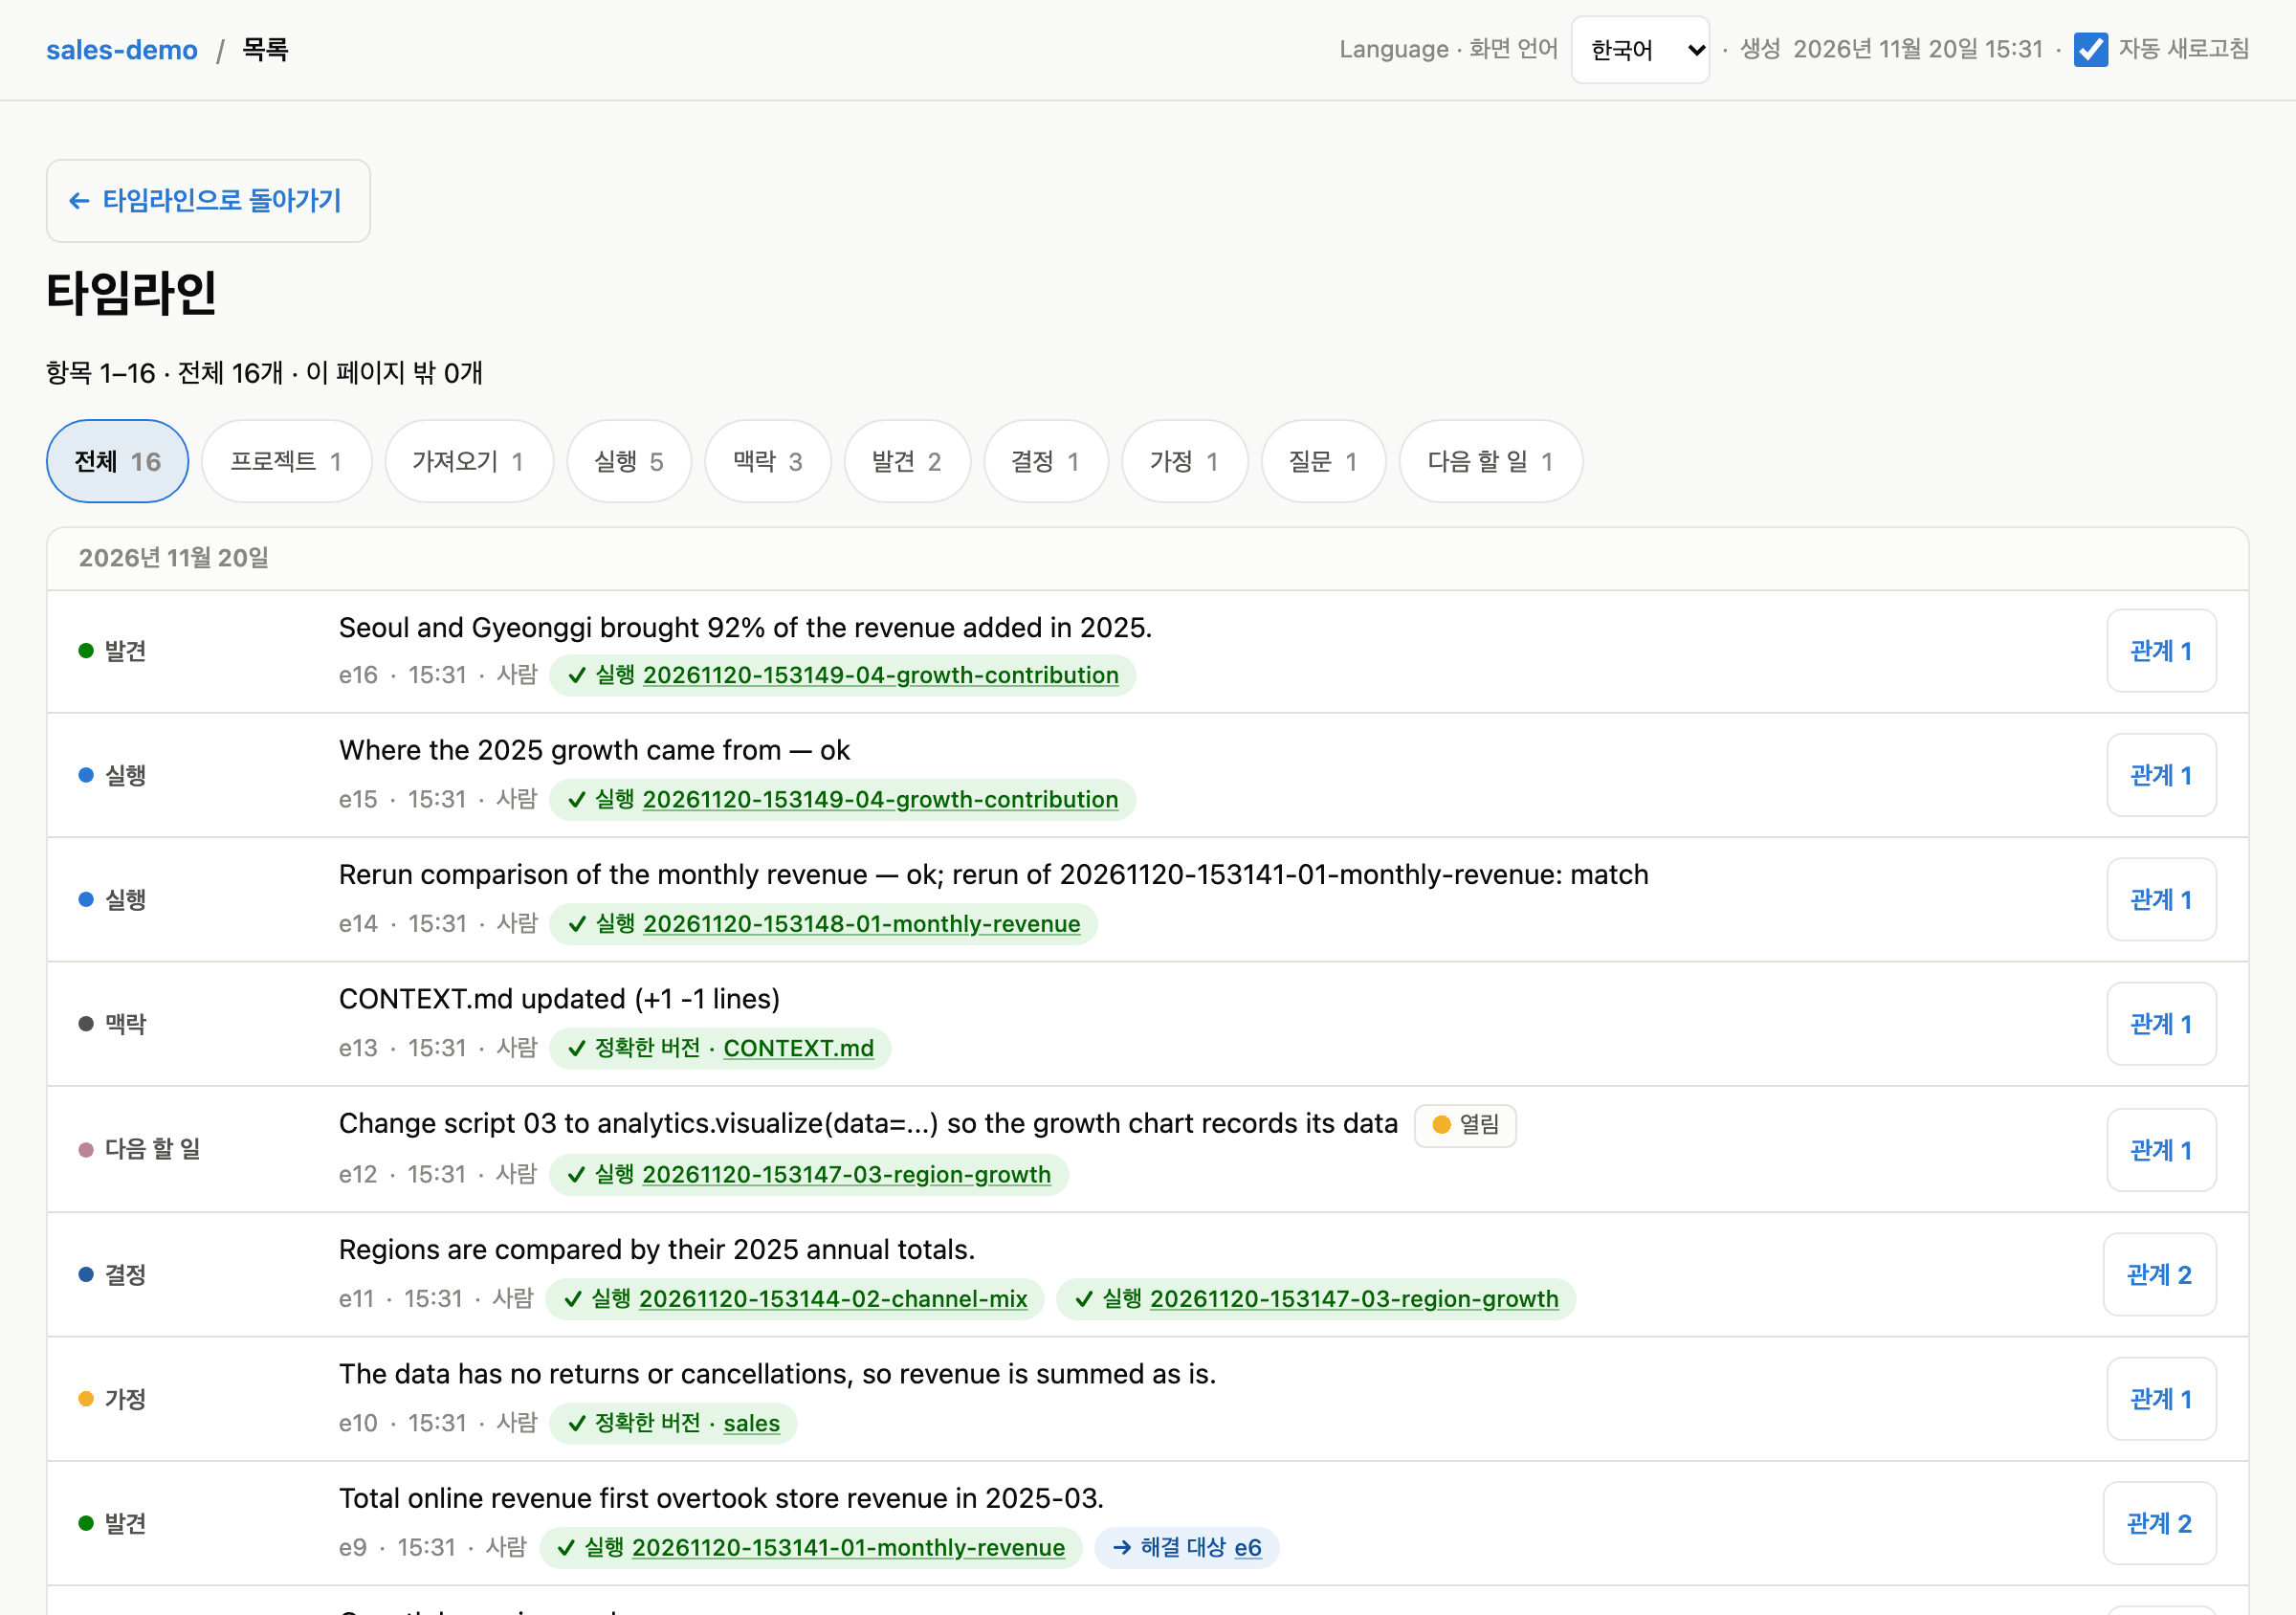 sales-demo / 목록
Language · 화면 언어 한국어 · 생성 2026년 11월 20일 15:31 · 자동 새로고침
← 타임라인으로 돌아가기
타임라인
항목 1–16 · 전체 16개 · 이 페이지 밖 0개
전체 16 프로젝트 1 가져오기 1 실행 5 맥락 3 발견 2 결정 1 가정 1 질문 1 다음 할 일 1
2026년 11월 20일
발견
Seoul and Gyeonggi brought 92% of the revenue added in 2025.
e16 · 15:31 · 사람 ✓ 실행 20261120-153149-04-growth-contribution
관계 1
실행
Where the 2025 growth came from — ok
e15 · 15:31 · 사람 ✓ 실행 20261120-153149-04-growth-contribution
관계 1
실행
Rerun comparison of the monthly revenue — ok; rerun of 20261120-153141-01-monthly-revenue: match
e14 · 15:31 · 사람 ✓ 실행 20261120-153148-01-monthly-revenue
관계 1
맥락
CONTEXT.md updated (+1 -1 lines)
e13 · 15:31 · 사람 ✓ 정확한 버전 · CONTEXT.md
관계 1
다음 할 일
Change script 03 to analytics.visualize(data=...) so the growth chart records its data 열림
e12 · 15:31 · 사람 ✓ 실행 20261120-153147-03-region-growth
관계 1
결정
Regions are compared by their 2025 annual totals.
e11 · 15:31 · 사람 ✓ 실행 20261120-153144-02-channel-mix ✓ 실행 20261120-153147-03-region-growth
관계 2
가정
The data has no returns or cancellations, so revenue is summed as is.
e10 · 15:31 · 사람 ✓ 정확한 버전 · sales
관계 1
발견
Total online revenue first overtook store revenue in 2025-03.
e9 · 15:31 · 사람 ✓ 실행 20261120-153141-01-monthly-revenue → 해결 대상 e6
관계 2